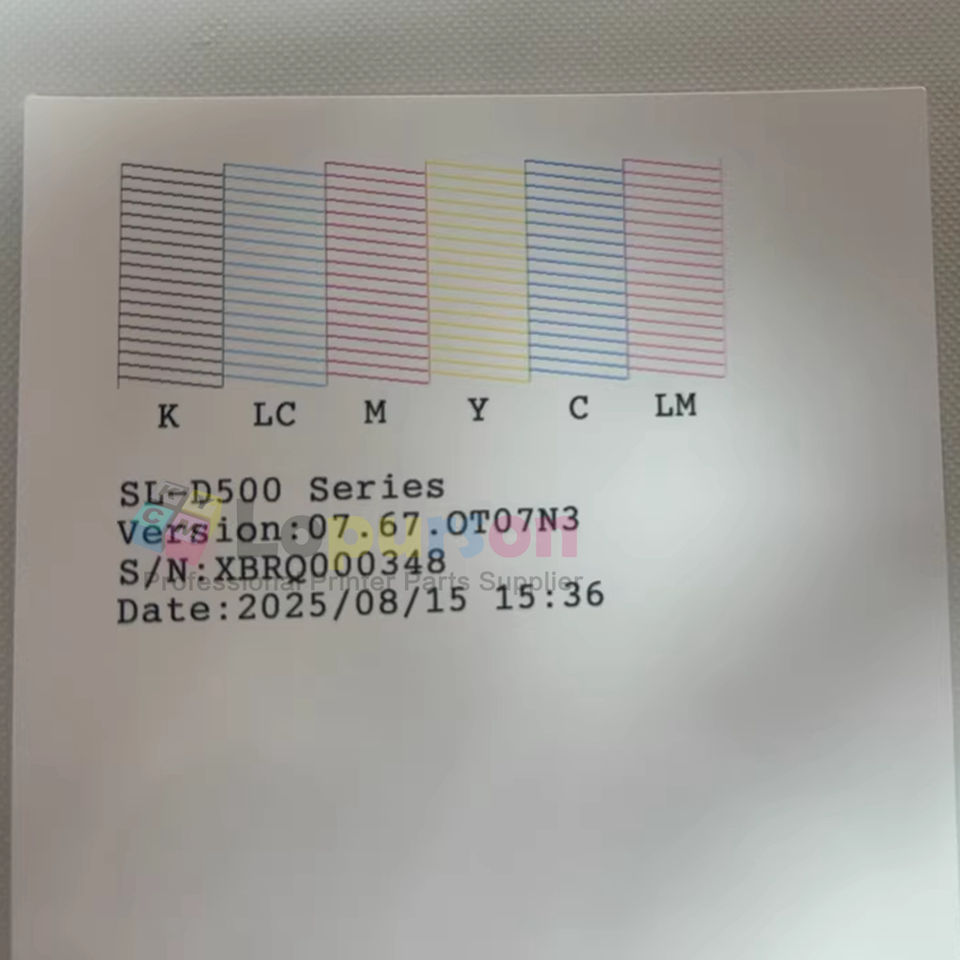 K LC M Y C LM
SL-D500 Series
Version:07.67.OT07N3
S/N:XBRQ000348
Date:2025/08/15 15:36
Lopurson
Professional Printer Parts Supplier